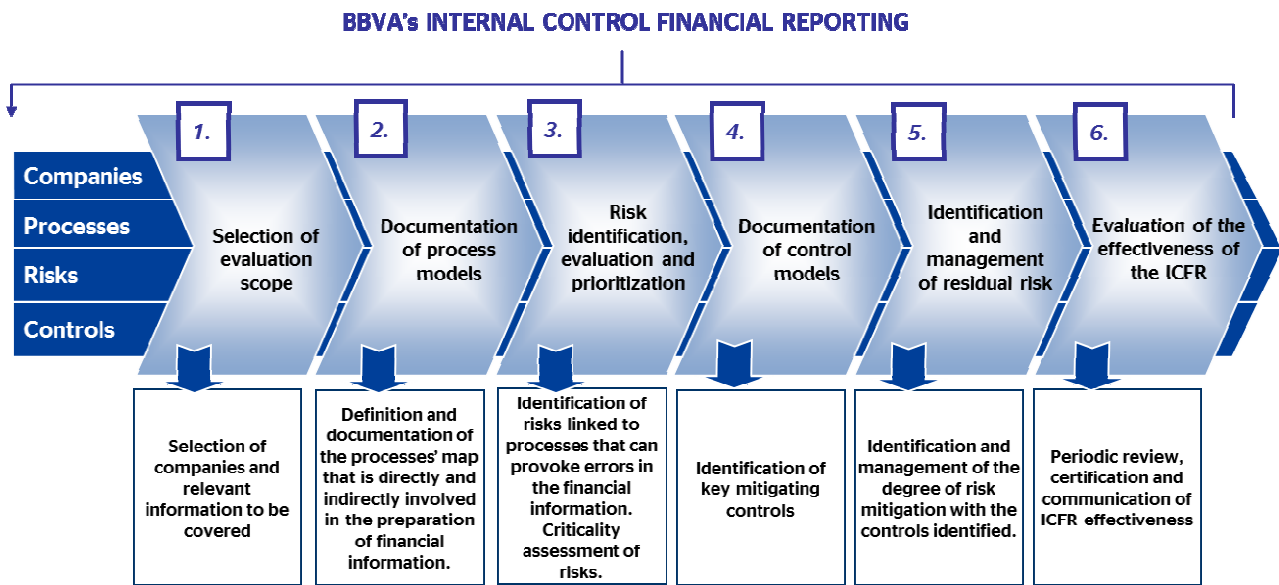 BBVA's INTERNAL CONTROL FINANCIAL REPORTING
1.
2.
3.
4.
5.
6.
Companies
Processes
Risks
Controls
Selection of
evaluation
scope
Documentation
of process
models
Risk
identification,
evaluation and
prioritization
Documentation
of control
models
Identification
and
management
of residual risk
Evaluation of the
effectiveness of
the ICFR
Selection of
companies and
relevant
information to be
covered
Definition and
documentation of
the processes' map
that is directly and
indirectly involved
in the preparation
of financial
information.
Identification of
risks linked to
processes that can
provoke errors in
the financial
information.
Criticality
assessment of
risks.
Identification of
key mitigating
controls
Identification and
management of the
degree of risk
mitigation with the
controls identified.
Periodic review,
certification and
communication of
ICFR effectiveness